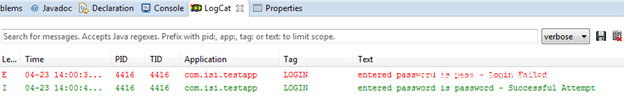 blems @ Javadoc Declaration Console LogCat Properties
Search for messages. Accepts Java regexes. Prefix with pid:, app:, tag: or text: to limit scope. verbose
Le... Time PID TID Application Tag Text
E 04-23 14:00:3... 4416 4416 com.isi.testapp LOGIN entered password is pass - Login Failed
I 04-23 14:00:4... 4416 4416 com.isi.testapp LOGIN entered password is password - Successful Attempt